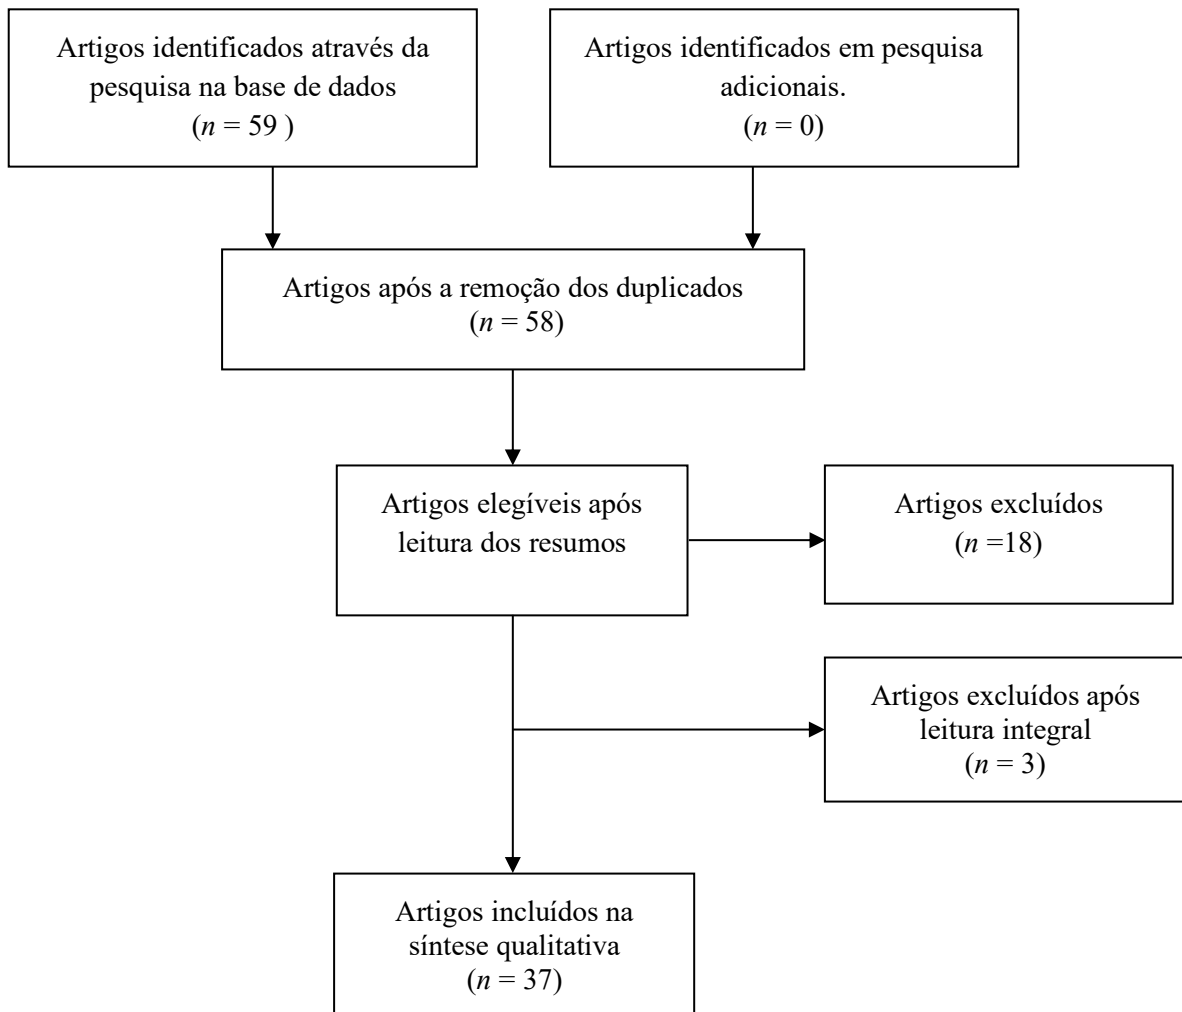 Artigos identificados através da
pesquisa na base de dados
(n = 59 )
Artigos identificados em pesquisa
adicionais.
(n = 0)
Artigos após a remoção dos duplicados
(n = 58)
Artigos elegíveis após
leitura dos resumos
Artigos excluídos
(n =18)
Artigos excluídos após
leitura integral
(n = 3)
Artigos incluídos na
síntese qualitativa
(n = 37)